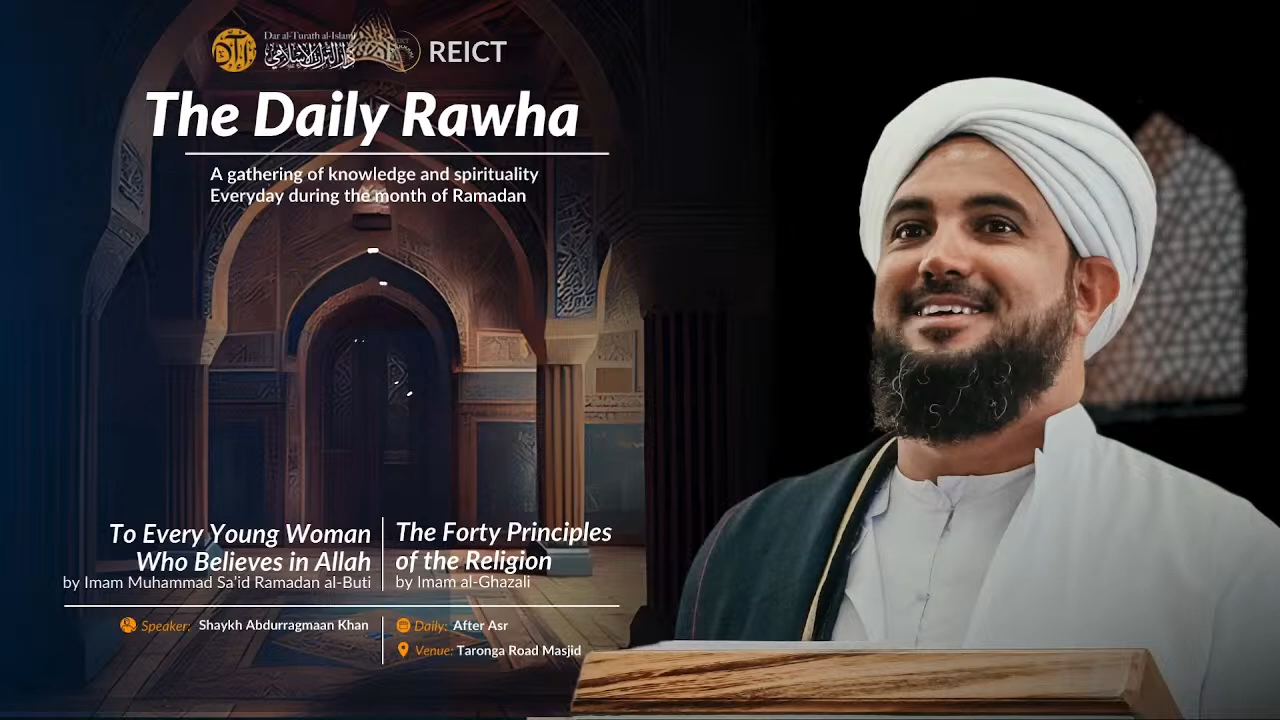 Dar al-Turath al-Islami
دار التراث الإسلامي
REICT
The Daily Rawha
A gathering of knowledge and spirituality
Everyday during the month of Ramadan
To Every Young Woman
Who Believes in Allah
by Imam Muhammad Sa'id Ramadan al-Buti
The Forty Principles
of the Religion
by Imam al-Ghazali
Speaker: Shaykh Abdurragmaan Khan
Daily: After Asr
Venue: Taronga Road Masjid